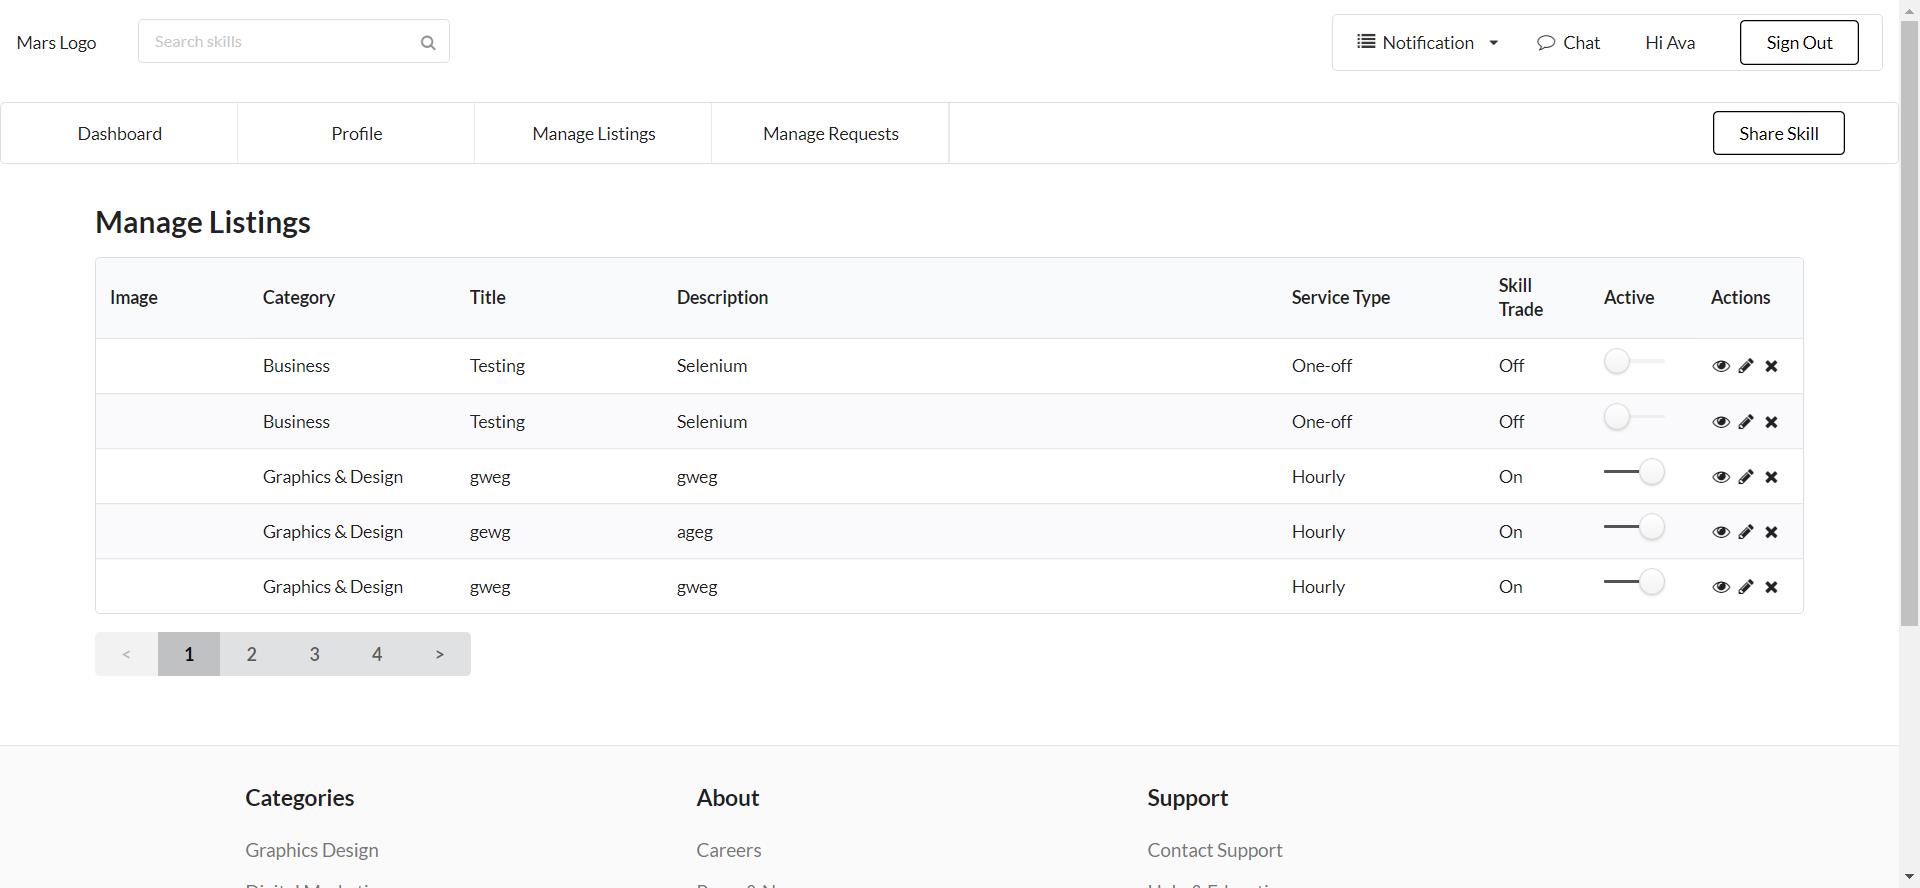 Mars Logo
Search skills
Notification
Chat
Hi Ava
Sign Out
Dashboard
Profile
Manage Listings
Manage Requests
Share Skill
Manage Listings
Image Category Title Description Service Type Skill Trade Active Actions
Business Testing Selenium One-off Off
Business Testing Selenium One-off Off
Graphics & Design gweg gweg Hourly On
Graphics & Design gewg ageg Hourly On
Graphics & Design gweg gweg Hourly On
< 1 2 3 4 >
Categories About Support
Graphics Design Careers Contact Support